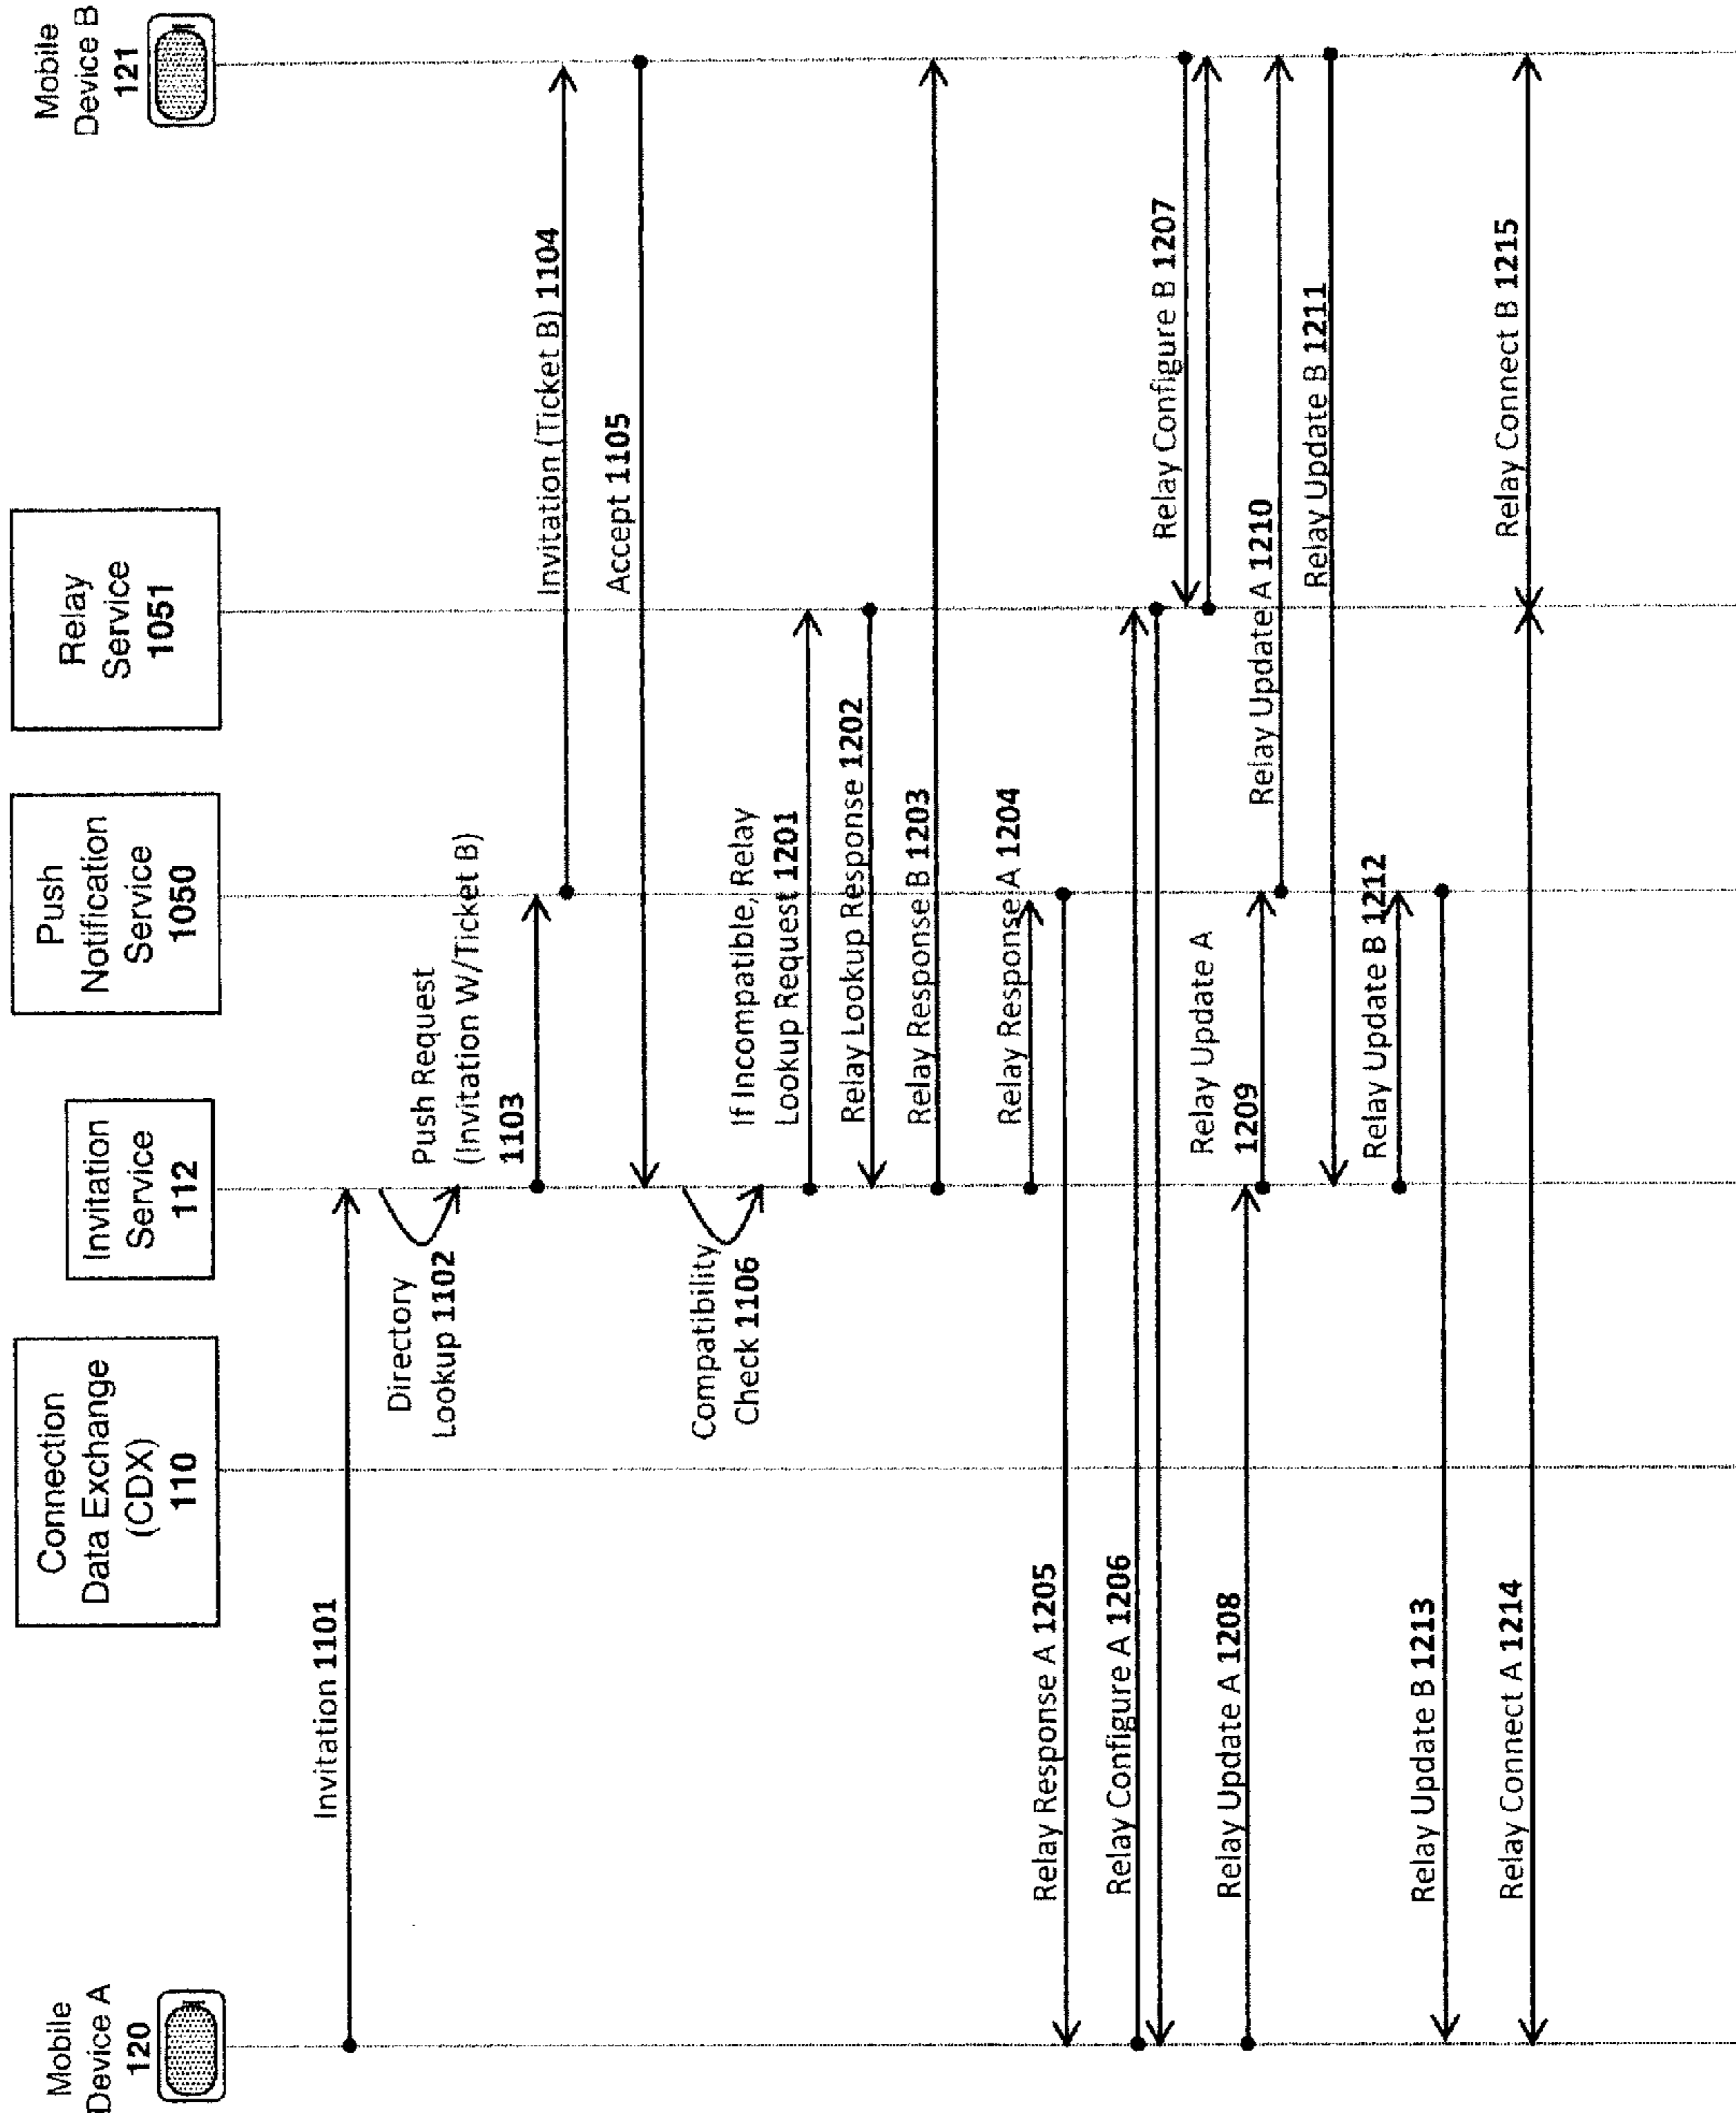 Mobile
Device A
120
Connection
Data Exchange
(CDX)
110
Invitation
Service
112
Push
Notification
Service
1050
Relay
Service
1051
Mobile
Device B
121
Invitation 1101
Directory
Lookup 1102
Push Request
(Invitation W/Ticket B)
1103
Invitation (Ticket B) 1104
Accept 1105
Compatibility
Check 1106
If Incompatible, Relay
Lookup Request 1201
Relay Lookup Response 1202
Relay Response B 1203
Relay Response A 1204
Relay Response A 1205
Relay Configure A 1206
Relay Configure B 1207
Relay Update A 1208
Relay Update A
1209
Relay Update A 1210
Relay Update B 1211
Relay Update B 1212
Relay Update B 1213
Relay Connect A 1214
Relay Connect B 1215